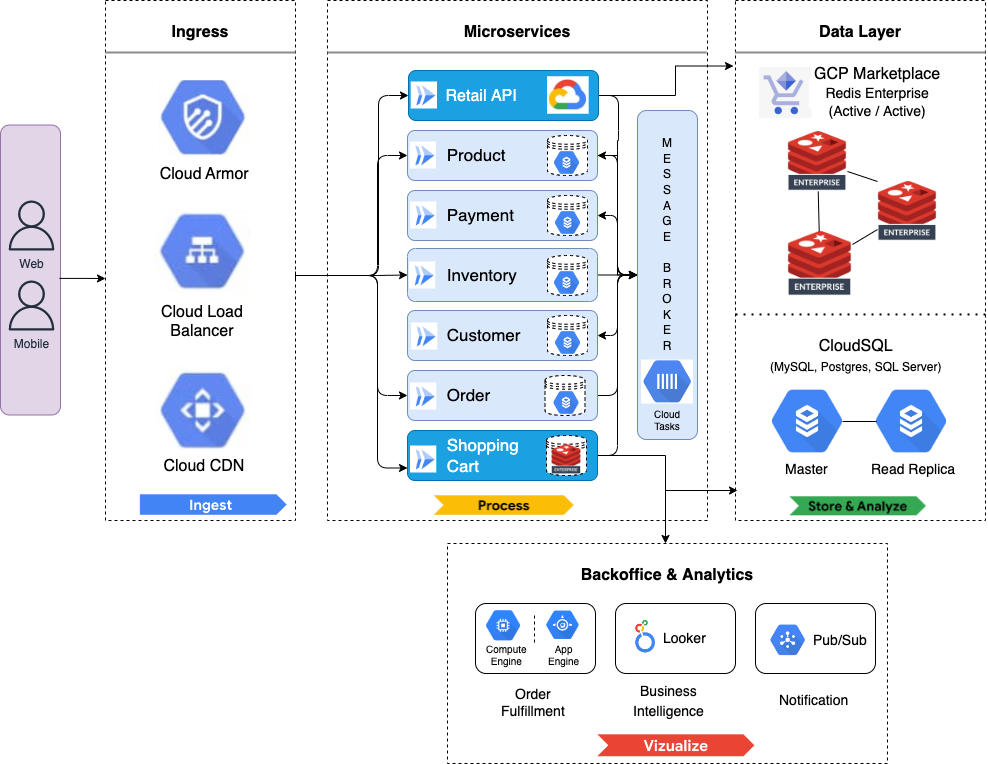 Web
Mobile
Ingress
Cloud Armor
Cloud Load
Balancer
Cloud CDN
Ingest
Microservices
Retail API
Product
Payment
Inventory
Customer
Order
Shopping
Cart
MESSAGE BROKER
Cloud
Tasks
Process
Data Layer
GCP Marketplace
Redis Enterprise
(Active / Active)
ENTERPRISE
ENTERPRISE
ENTERPRISE
CloudSQL
(MySQL, Postgres, SQL Server)
Master
Read Replica
Store & Analyze
Backoffice & Analytics
Compute
Engine
App
Engine
Looker
Pub/Sub
Order
Fulfillment
Business
Intelligence
Notification
Vizualize